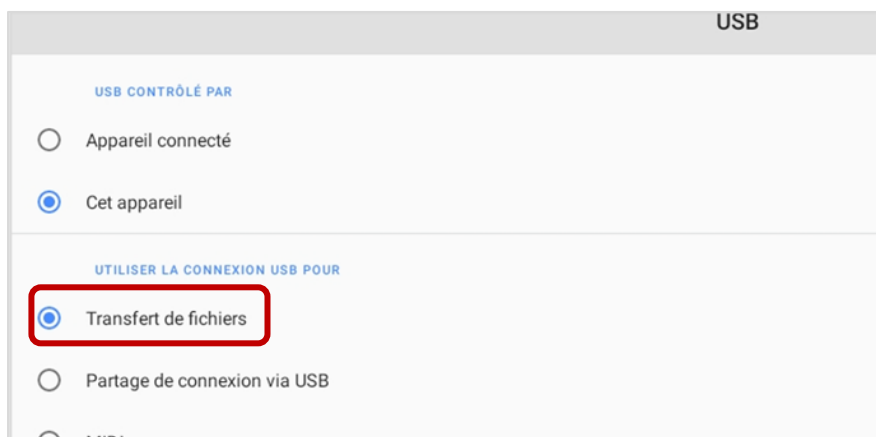 USB
USB CONTRÔLÉ PAR
Appareil connecté
Cet appareil
UTILISER LA CONNEXION USB POUR
Transfert de fichiers
Partage de connexion via USB